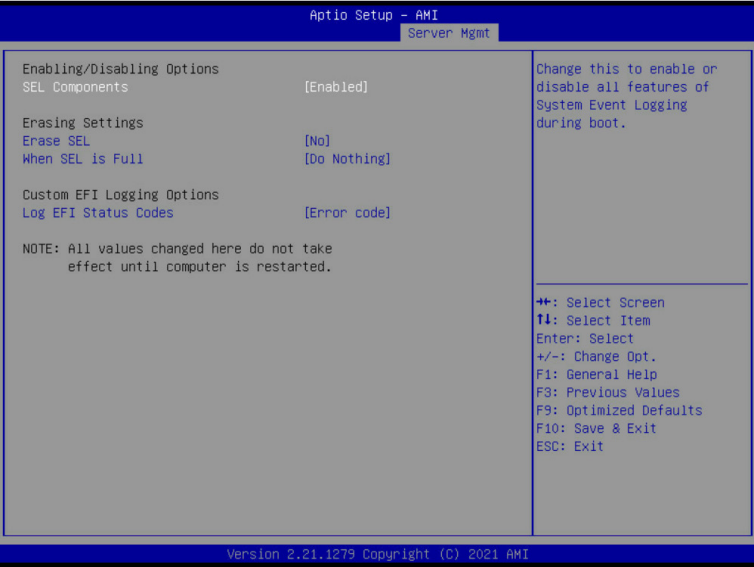 Aptio Setup – AMI
Server Mgmt
Enabling/Disabling Options
SEL Components [Enabled]
Erasing Settings
Erase SEL [No]
When SEL is Full [Do Nothing]
Custom EFI Logging Options
Log EFI Status Codes [Error code]
NOTE: All values changed here do not take
effect until computer is restarted.
Change this to enable or
disable all features of
System Event Logging
during boot.
→←: Select Screen
↑↓: Select Item
Enter: Select
+/-: Change Opt.
F1: General Help
F3: Previous Values
F9: Optimized Defaults
F10: Save & Exit
ESC: Exit
Version 2.21.1279 Copyright (C) 2021 AMI